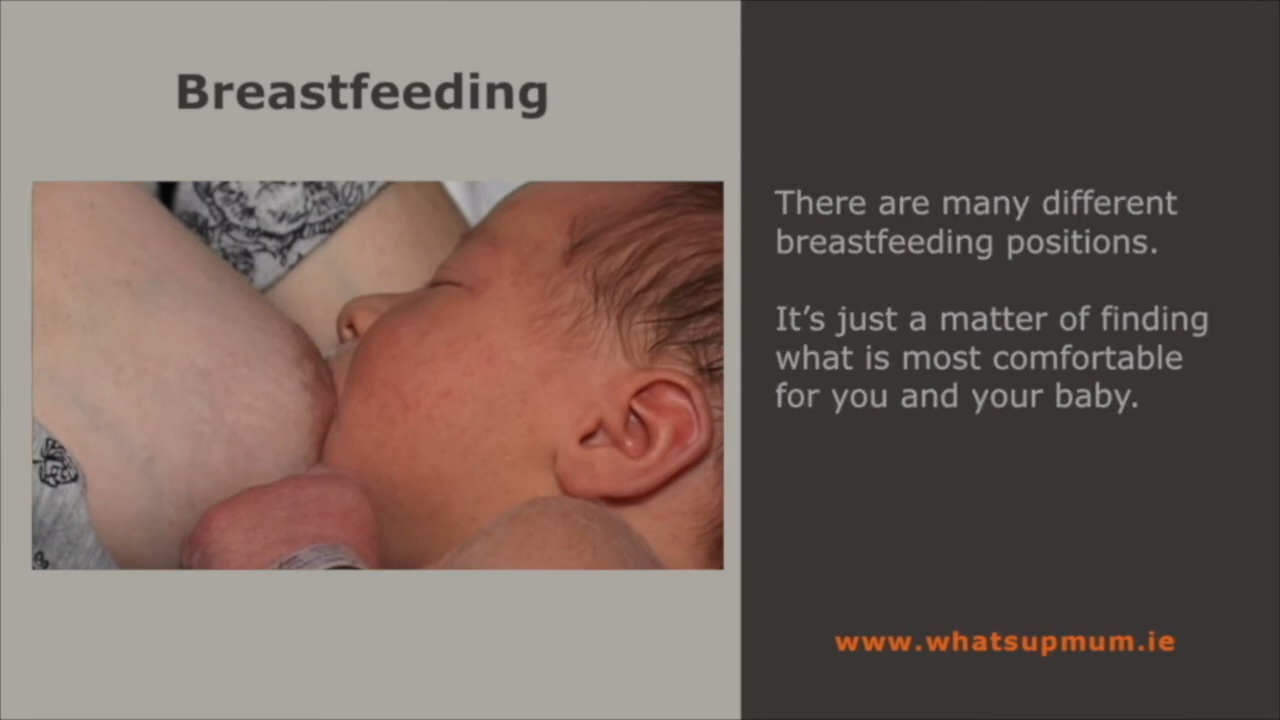 Breastfeeding
There are many different
breastfeeding positions.
It’s just a matter of finding
what is most comfortable
for you and your baby.
www.whatsupmum.ie